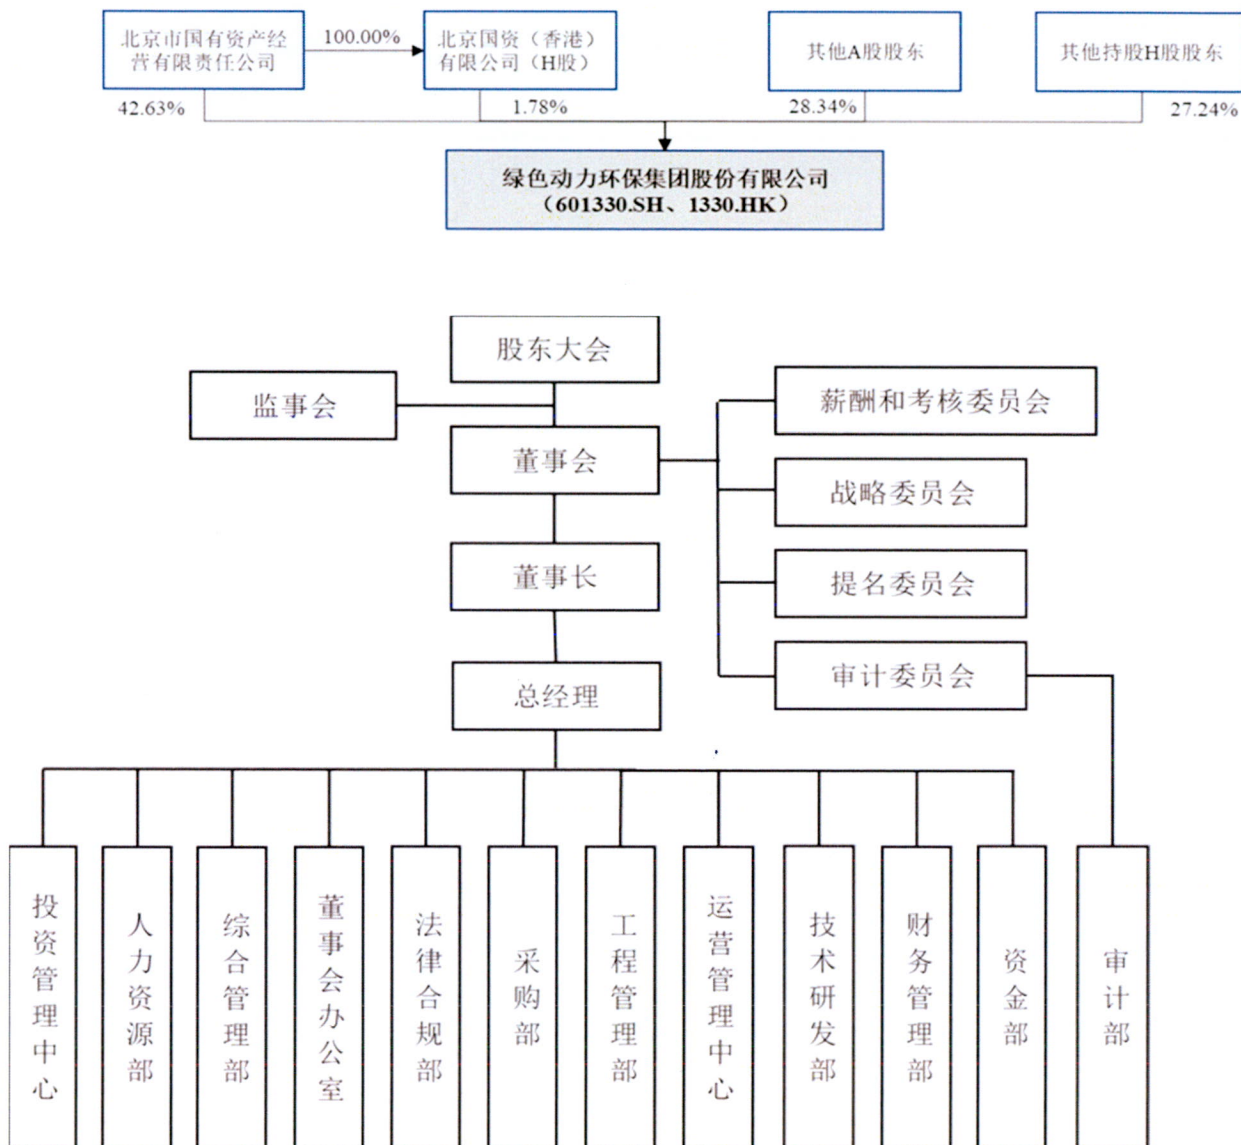 北京市国有资产经
营有限责任公司
100.00%
北京国资（香港）
有限公司（H股）
其他A股股东
其他持股H股股东
42.63%
1.78%
28.34%
27.24%
绿色动力环保集团股份有限公司
（601330.SH、1330.HK）
股东大会
监事会
薪酬和考核委员会
董事会
战略委员会
董事长
提名委员会
审计委员会
总经理
投资管理中心
人力资源部
综合管理部
董事会办公室
法律合规部
采购部
工程管理部
运营管理中心
技术研发部
财务管理部
资金部
审计部